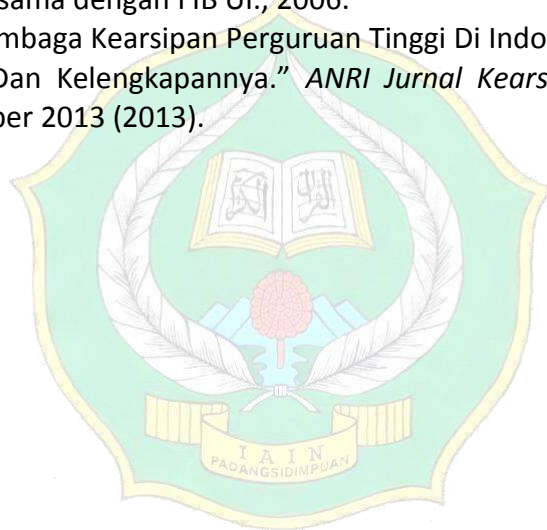 sama dengan FIB UI., 2006.
mbaga Kearsipan Perguruan Tinggi Di Indo
Dan Kelengkapannya." ANRI Jurnal Kears
ber 2013 (2013).
I A I N
PADANGSIDIMPUAN